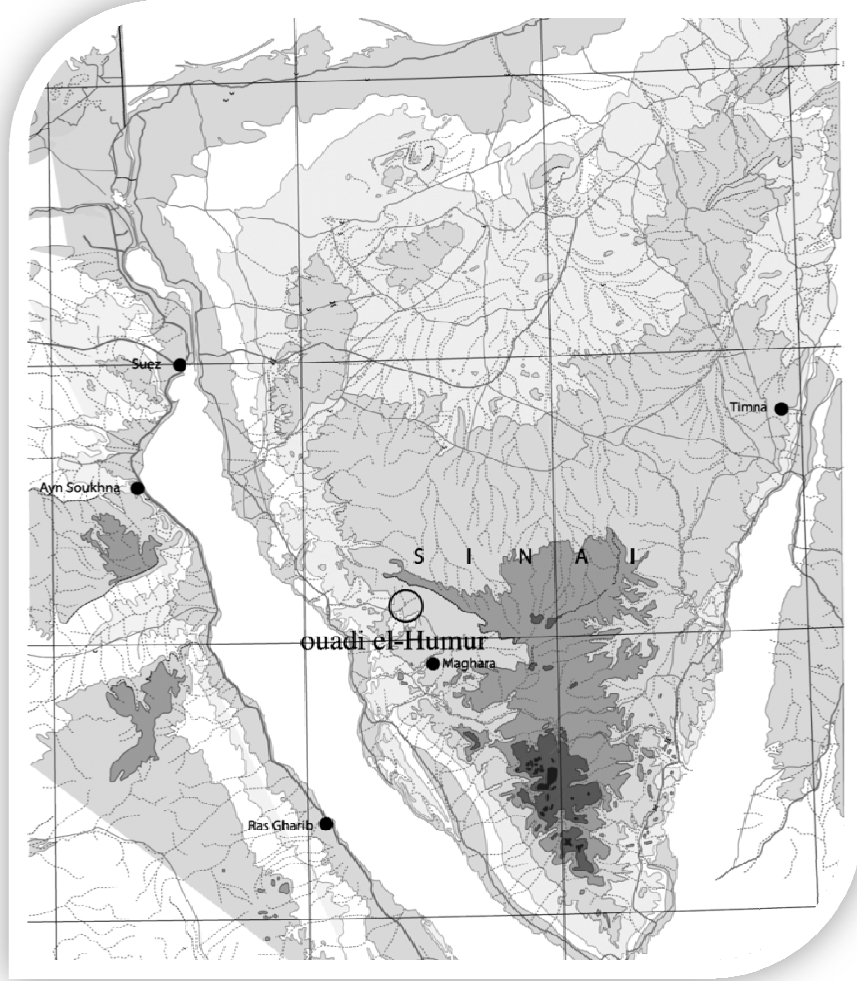 Suez
Timna
Ayn Soukhna
S I N A I
ouadi el-Humur
Maghara
Ras Gharib